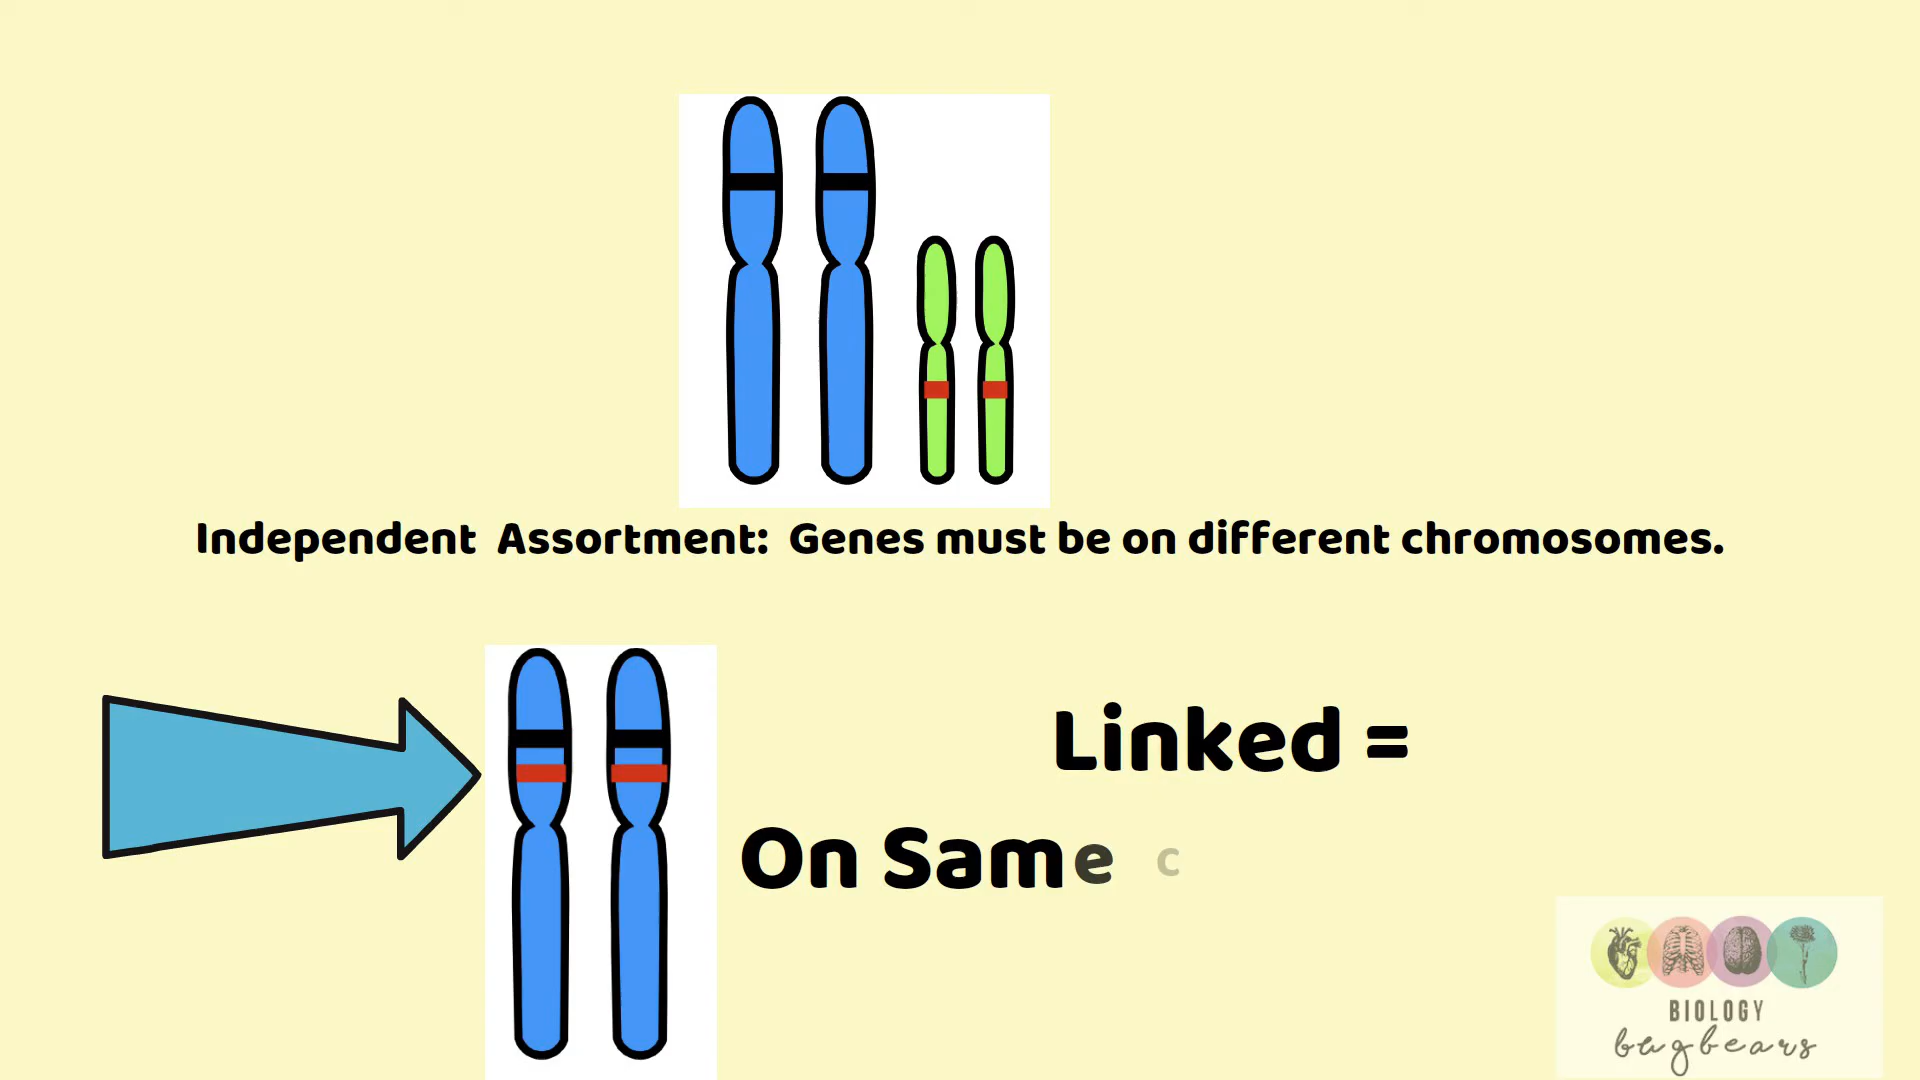 Independent Assortment: Genes must be on different chromosomes.
Linked =
On Same c
BIOLOGY
bugbears